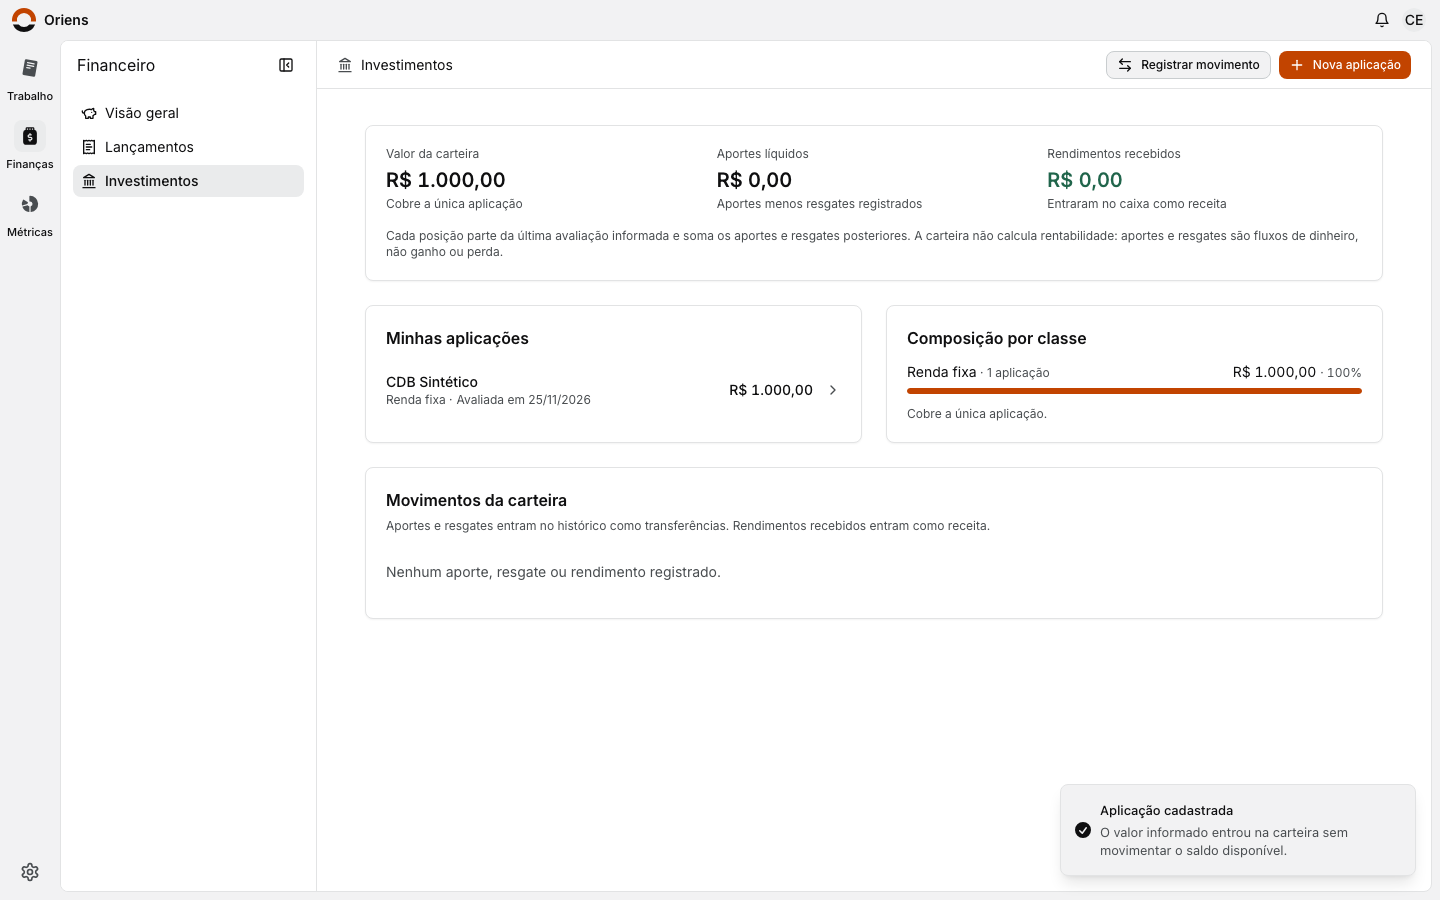 Oriens
CE
Trabalho
Finanças
Métricas
Financeiro
Visão geral
Lançamentos
Investimentos
Investimentos
Registrar movimento
Nova aplicação
Valor da carteira
R$ 1.000,00
Cobre a única aplicação
Aportes líquidos
R$ 0,00
Aportes menos resgates registrados
Rendimentos recebidos
R$ 0,00
Entraram no caixa como receita
Cada posição parte da última avaliação informada e soma os aportes e resgates posteriores. A carteira não calcula rentabilidade: aportes e resgates são fluxos de dinheiro,
não ganho ou perda.
Minhas aplicações
CDB Sintético
Renda fixa · Avaliada em 25/11/2026
R$ 1.000,00
Composição por classe
Renda fixa · 1 aplicação
R$ 1.000,00 · 100%
Cobre a única aplicação.
Movimentos da carteira
Aportes e resgates entram no histórico como transferências. Rendimentos recebidos entram como receita.
Nenhum aporte, resgate ou rendimento registrado.
Aplicação cadastrada
O valor informado entrou na carteira sem
movimentar o saldo disponível.